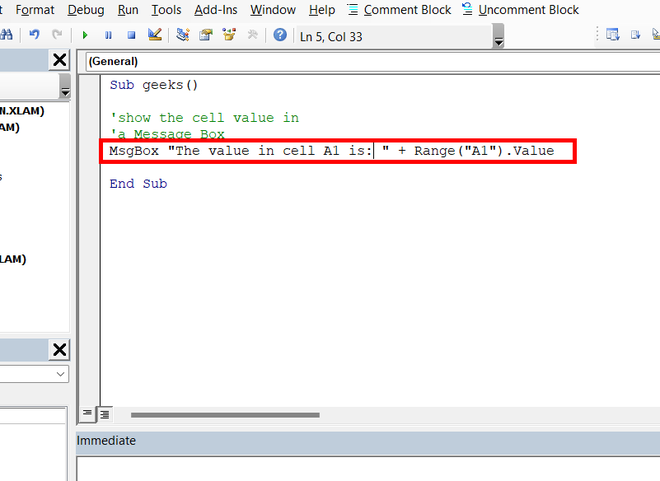 Format Debug Run Tools Add-Ins Window Help Comment Block Uncomment Block
Ln 5, Col 33
(General)
N.XLAM)
AM)
s
LAM)
Sub geeks()
'show the cell value in
'a Message Box
MsgBox "The value in cell A1 is: " + Range("A1").Value
End Sub
Immediate